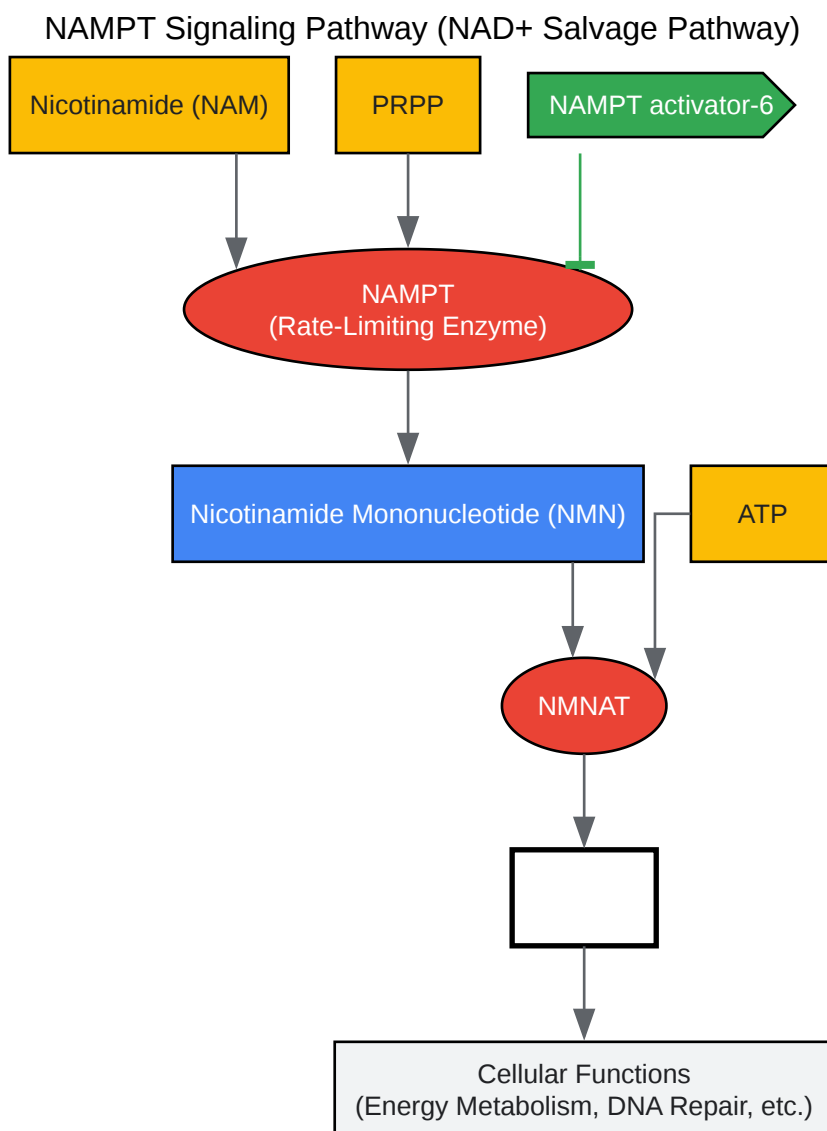 NAMPT Signaling Pathway (NAD+ Salvage Pathway)
Nicotinamide (NAM)
PRPP
NAMPT activator-6
NAMPT
(Rate-Limiting Enzyme)
Nicotinamide Mononucleotide (NMN)
ATP
NMNAT
Cellular Functions
(Energy Metabolism, DNA Repair, etc.)